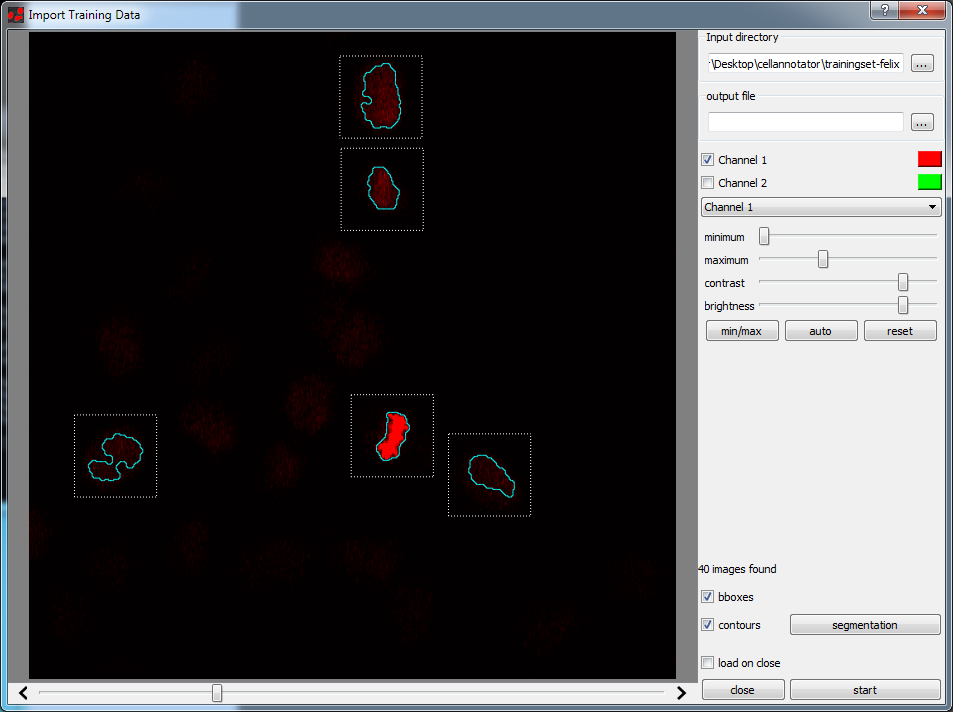 Import Training Data
Input directory
r\Desktop\cellannotator\trainingset-felix
...
output file
...
Channel 1
Channel 2
Channel 1
minimum
maximum
contrast
brightness
min/max auto reset
40 images found
bboxes
contours segmentation
load on close
close start